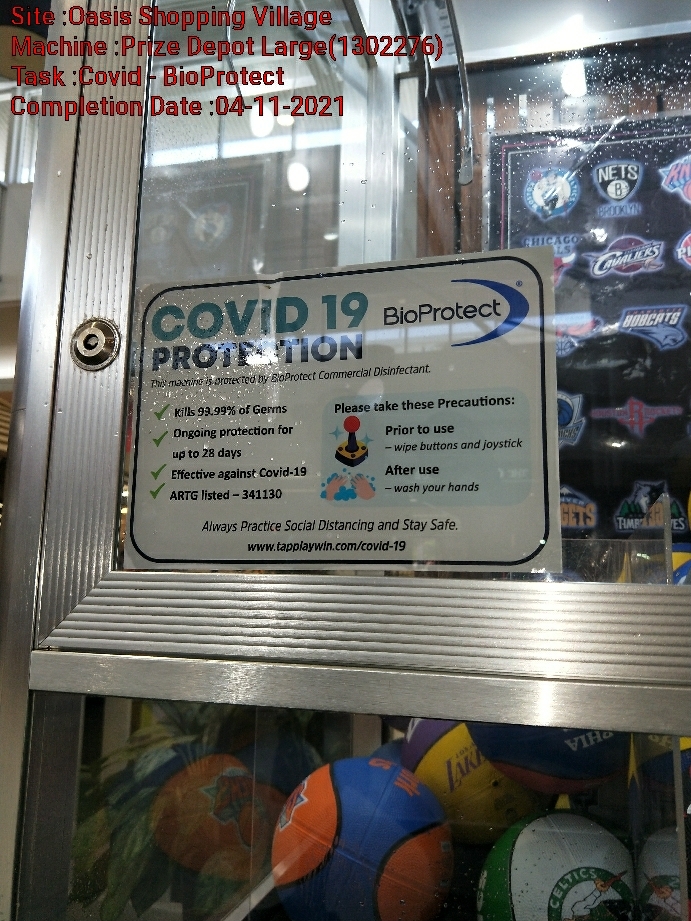 Site :Oasis Shopping Village
Machine :Prize Depot Large(1302276)
Task :Covid - BioProtect
Completion Date :04-11-2021
NETS
B
BROOKLYN
CHICAGO
CAVALIERS
BOBCATS
COVID 19
PROTECTION
BioProtect®
This machine is protected by BioProtect Commercial Disinfectant.
Kills 99.99% of Germs
Ongoing protection for
up to 28 days
Effective against Covid-19
ARTG listed – 341130
Please take these Precautions:
Prior to use
– wipe buttons and joystick
After use
– wash your hands
Always Practice Social Distancing and Stay Safe.
www.tapplaywin.com/covid-19
CELTICS